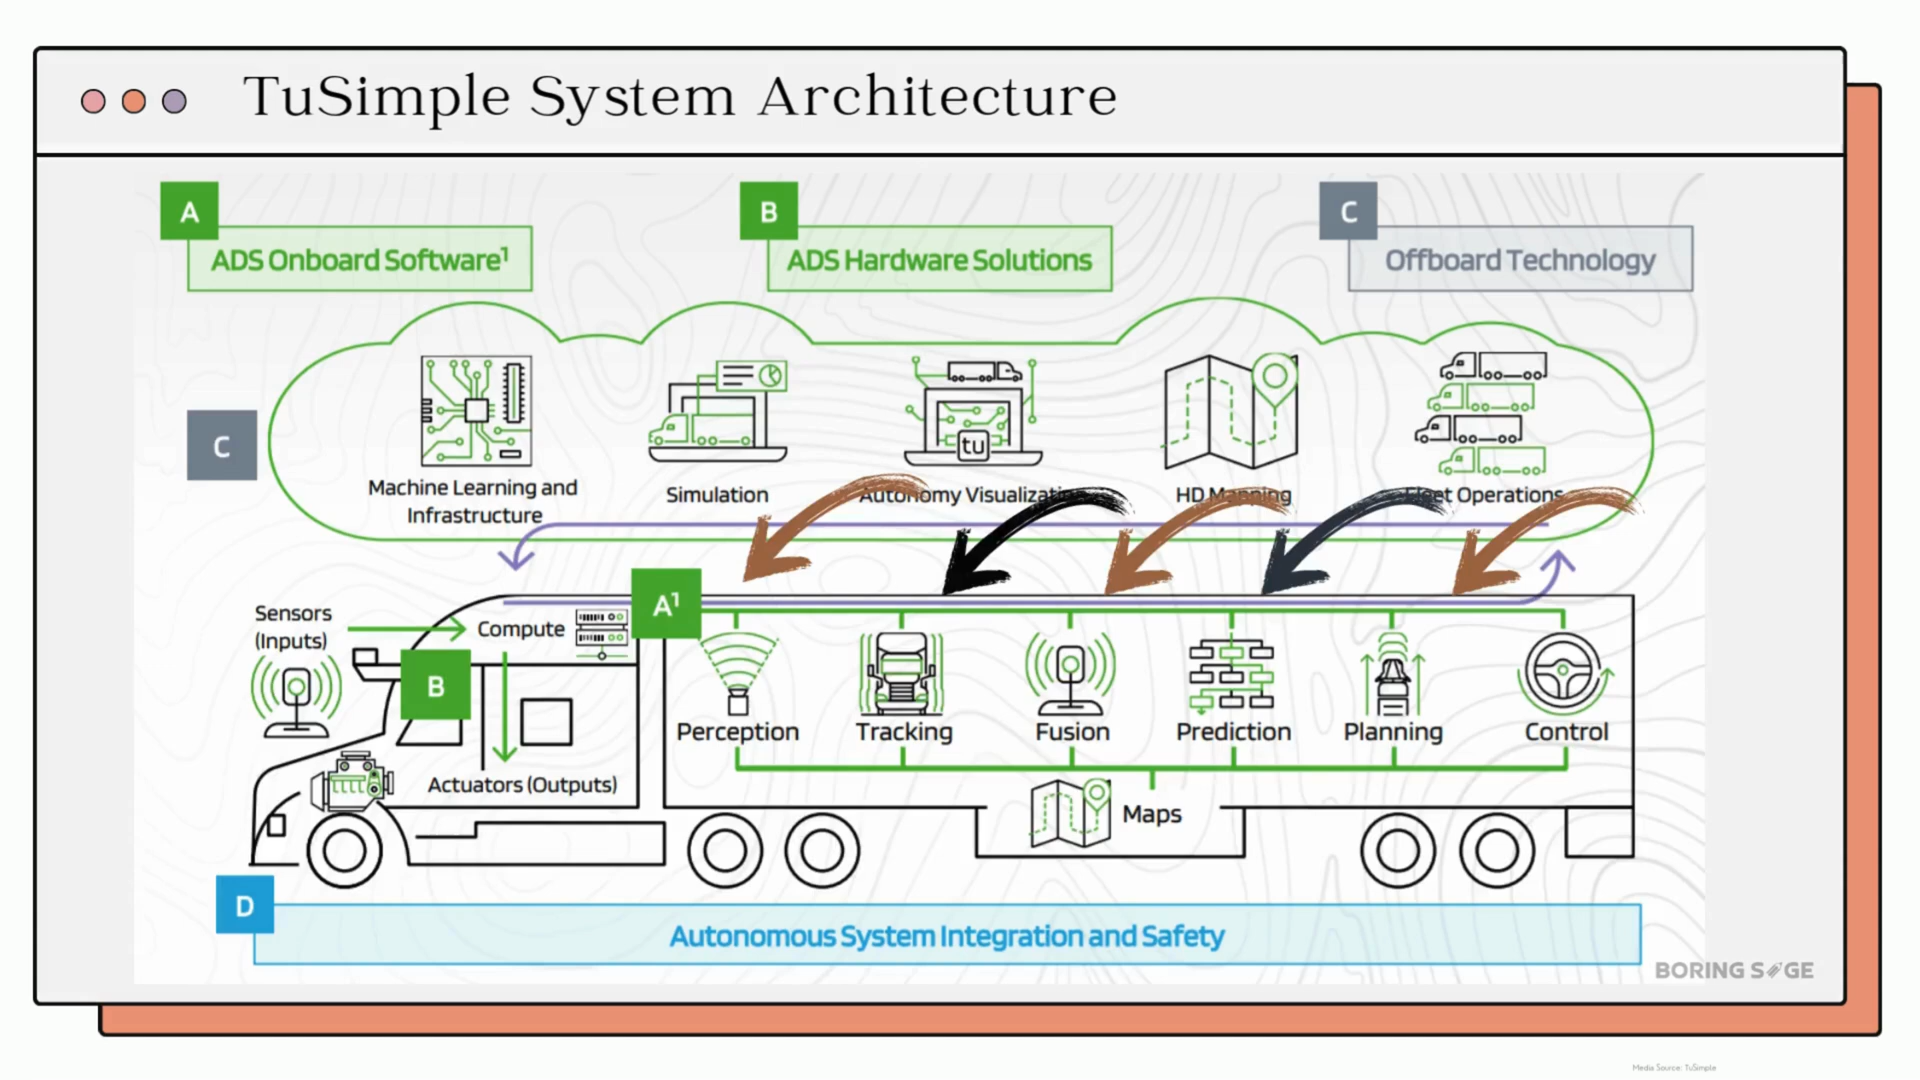 TuSimple System Architecture
A
ADS Onboard Software¹
B
ADS Hardware Solutions
C
Offboard Technology
C
Machine Learning and
Infrastructure
Simulation
tu
Autonomy Visualization
HD Mapping
Fleet Operations
Sensors
(Inputs)
Compute
A¹
B
Actuators (Outputs)
Perception
Tracking
Fusion
Prediction
Planning
Control
Maps
D
Autonomous System Integration and Safety
BORING SAGE
Media Source: TuSimple